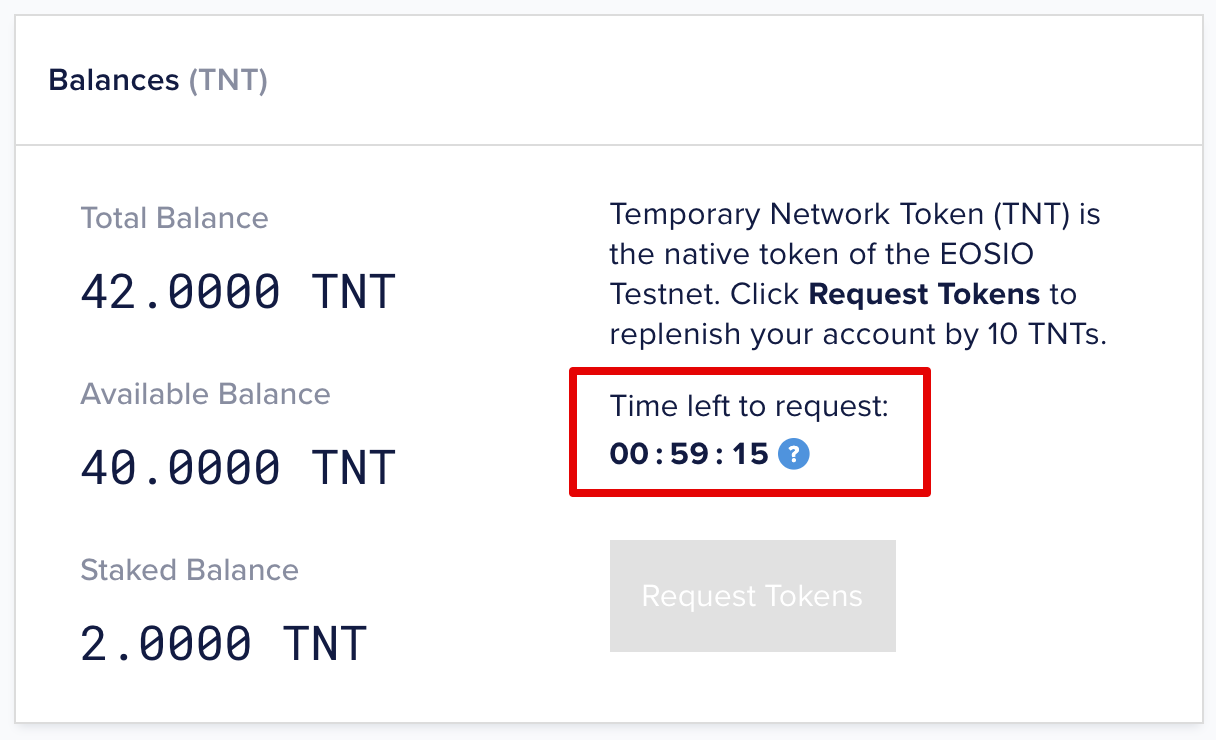 Balances (TNT)
Total Balance
42.0000 TNT
Available Balance
40.0000 TNT
Staked Balance
2.0000 TNT
Temporary Network Token (TNT) is
the native token of the EOSIO
Testnet. Click Request Tokens to
replenish your account by 10 TNTs.
Time left to request:
00:59:15 ?
Request Tokens